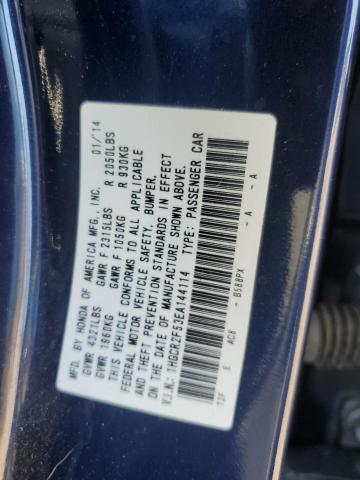 MFD. BY HONDA OF AMERICA MFG., INC. 01/'14
GVWR 4321LBS GAWR F 2315LBS R 2050LBS
GVWR 1960KG GAWR F 1050KG R 930KG
THIS VEHICLE CONFORMS TO ALL APPLICABLE
FEDERAL MOTOR VEHICLE SAFETY, BUMPER,
AND THEFT PREVENTION STANDARDS IN EFFECT
ON THE DATE OF MANUFACTURE SHOWN ABOVE.
V.I.N.: 1HGCR2F53EA144114 TYPE: PASSENGER CAR
E AC8 - B588PX - A - A